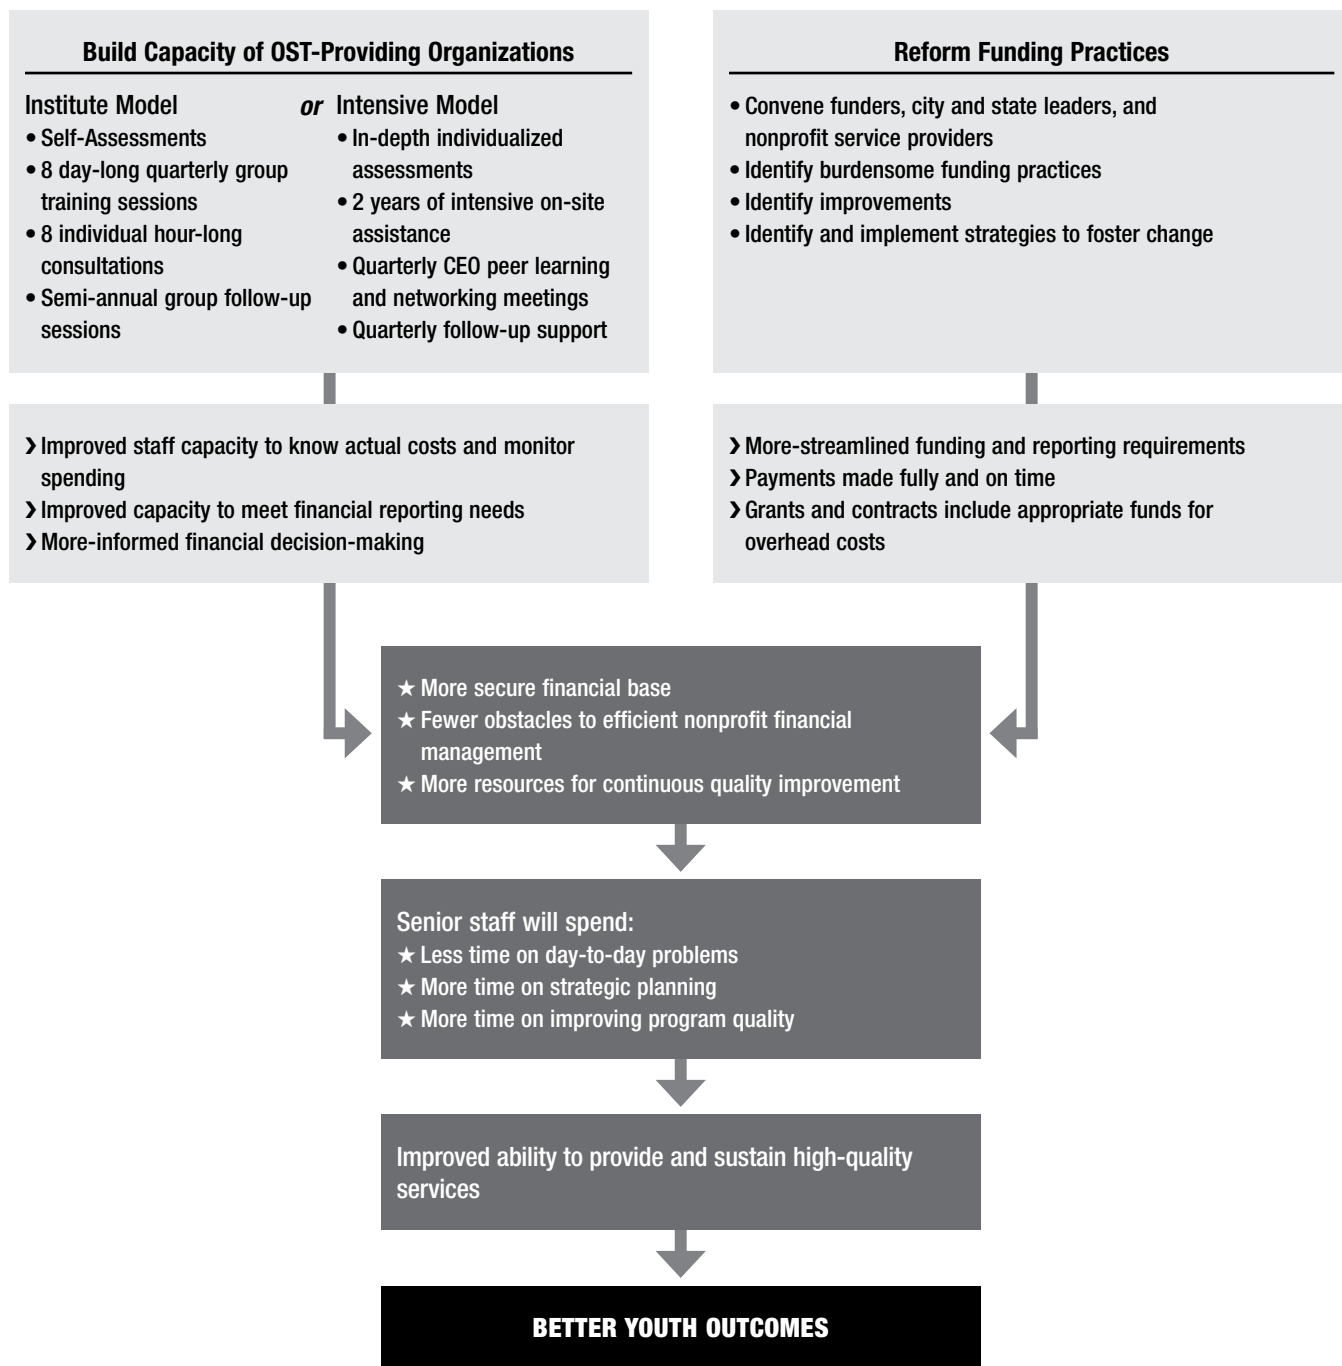 Build Capacity of OST-Providing Organizations
Institute Model
• Self-Assessments
• 8 day-long quarterly group
training sessions
• 8 individual hour-long
consultations
• Semi-annual group follow-up
sessions
or
Intensive Model
• In-depth individualized
assessments
• 2 years of intensive on-site
assistance
• Quarterly CEO peer learning
and networking meetings
• Quarterly follow-up support
Reform Funding Practices
• Convene funders, city and state leaders, and
nonprofit service providers
• Identify burdensome funding practices
• Identify improvements
• Identify and implement strategies to foster change
❯ Improved staff capacity to know actual costs and monitor
spending
❯ Improved capacity to meet financial reporting needs
❯ More-informed financial decision-making
❯ More-streamlined funding and reporting requirements
❯ Payments made fully and on time
❯ Grants and contracts include appropriate funds for
overhead costs
★ More secure financial base
★ Fewer obstacles to efficient nonprofit financial
management
★ More resources for continuous quality improvement
Senior staff will spend:
★ Less time on day-to-day problems
★ More time on strategic planning
★ More time on improving program quality
Improved ability to provide and sustain high-quality
services
BETTER YOUTH OUTCOMES